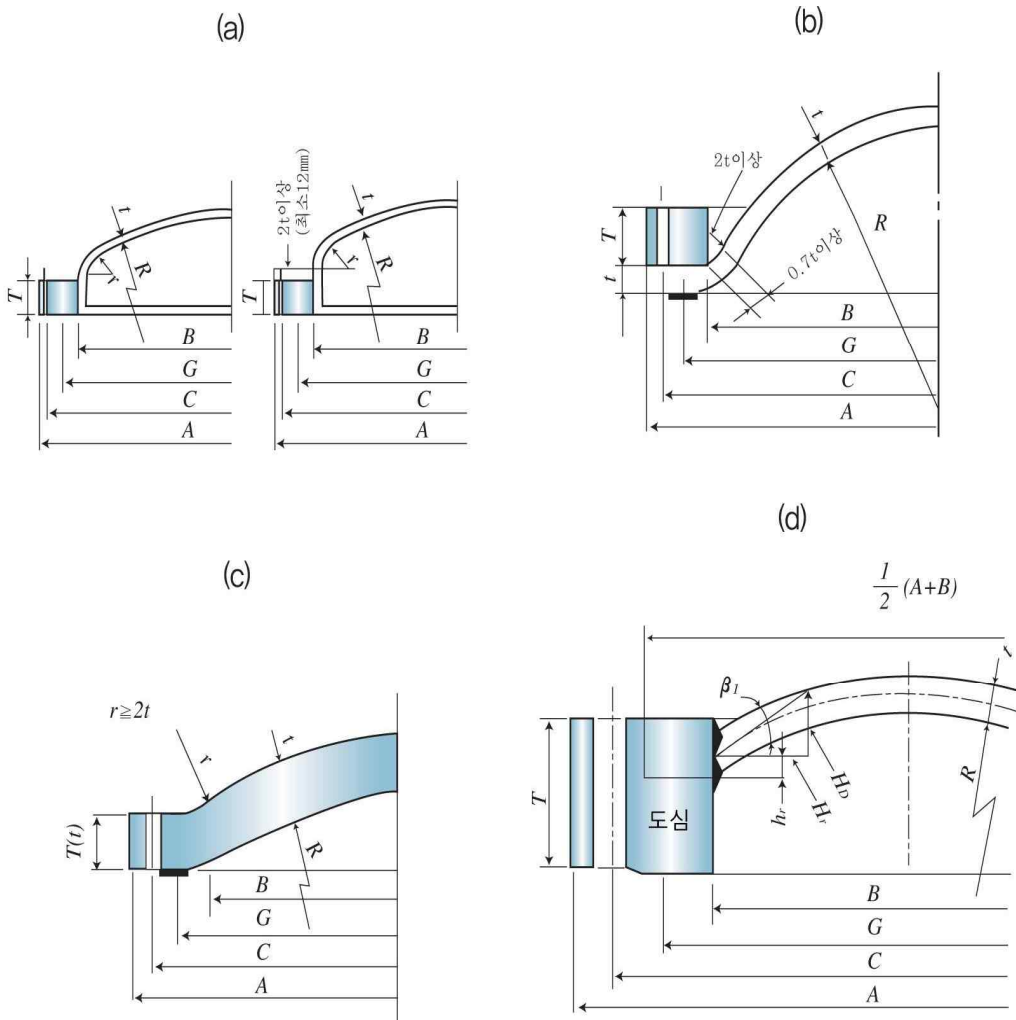 (a)
t
R
r
T
B
G
C
A
2t이상
(최소12mm)
t
R
r
T
B
G
C
A
(b)
t
2t이상
R
T
t
0.7t이상
B
G
C
A
(c)
r≧2t
r
t
T(t)
R
B
G
C
A
(d)
1/2 (A+B)
β1
t
T
도심
hr
Hr
HD
R
B
G
C
A